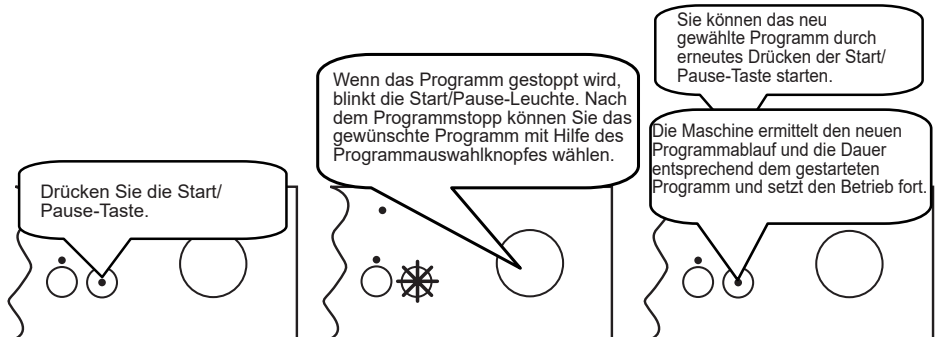 Drücken Sie die Start/
Pause-Taste.
Wenn das Programm gestoppt wird,
blinkt die Start/Pause-Leuchte. Nach
dem Programmstopp können Sie das
gewünschte Programm mit Hilfe des
Programmauswahlknopfes wählen.
Sie können das neu
gewählte Programm durch
erneutes Drücken der Start/
Pause-Taste starten.
Die Maschine ermittelt den neuen
Programmablauf und die Dauer
entsprechend dem gestarteten
Programm und setzt den Betrieb fort.